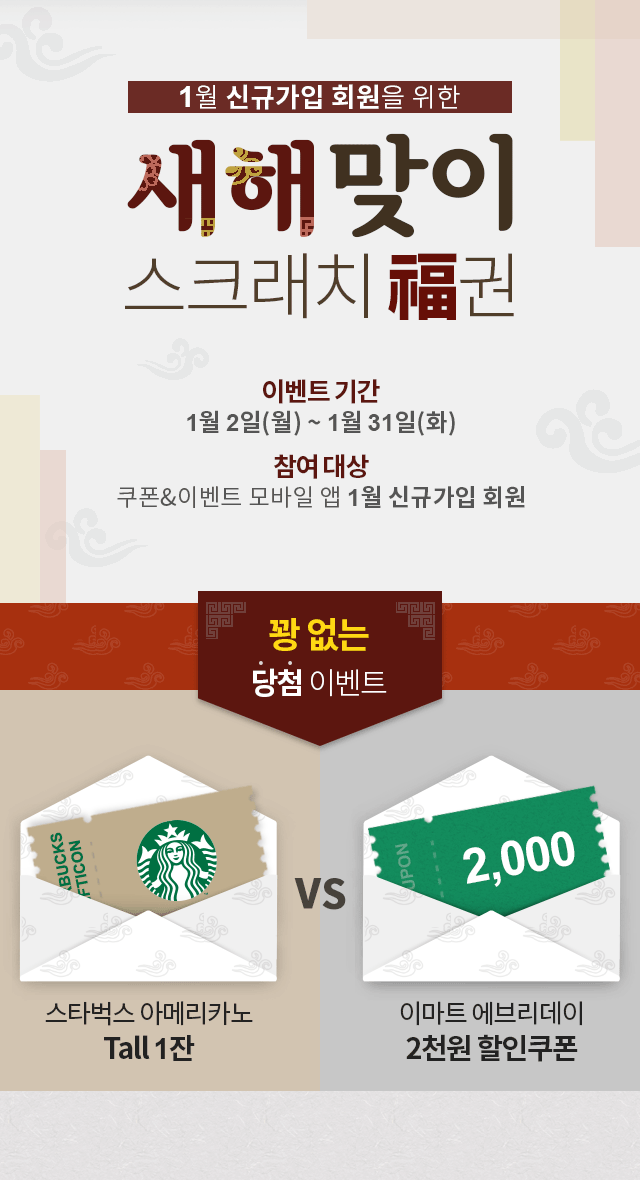 1월 신규가입 회원을 위한
새해맞이
스크래치 福권
이벤트 기간
1월 2일(월) ~ 1월 31일(화)
참여 대상
쿠폰&이벤트 모바일 앱 1월 신규가입 회원
꽝 없는
당첨 이벤트
BUCKS
FTICON
VS
UPON
2,000
스타벅스 아메리카노
Tall 1잔
이마트 에브리데이
2천원 할인쿠폰